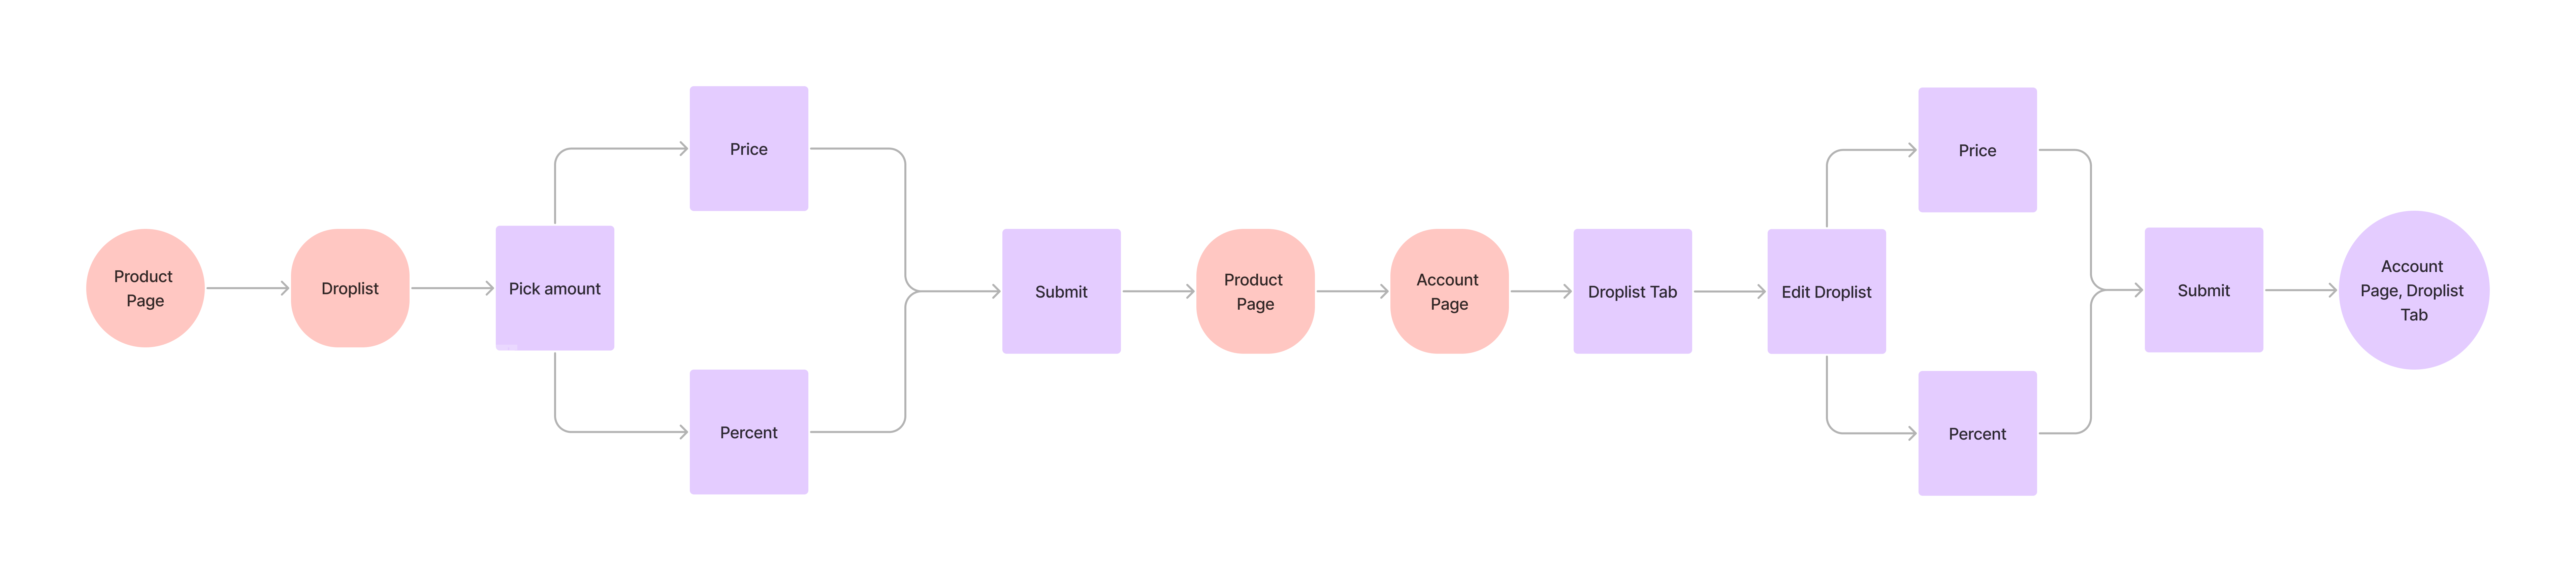 Product
Page
Droplist
Pick amount
Price
Percent
Submit
Product
Page
Account
Page
Droplist Tab
Edit Droplist
Price
Percent
Submit
Account
Page, Droplist
Tab